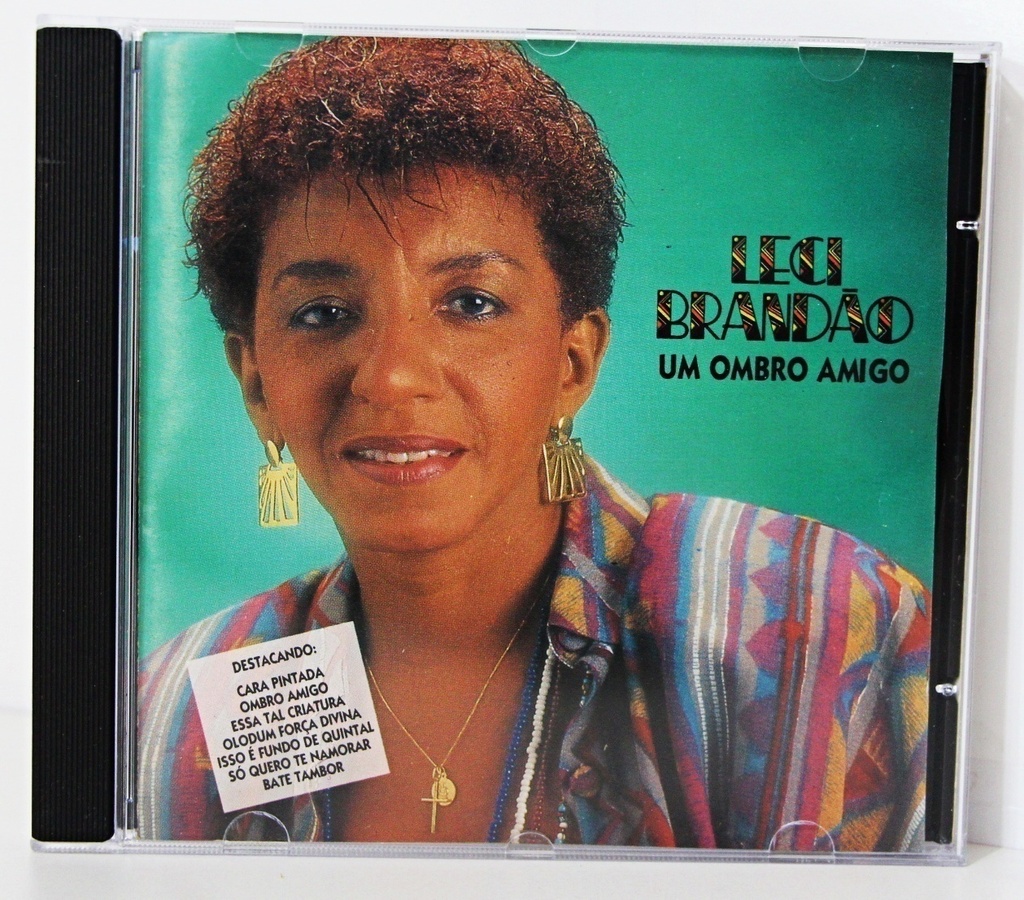 LECI
BRANDÃO
UM OMBRO AMIGO
DESTACANDO:
CARA PINTADA
OMBRO AMIGO
ESSA TAL CRIATURA
OLODUM FORÇA DIVINA
ISSO É FUNDO DE QUINTAL
SÓ QUERO TE NAMORAR
BATE TAMBOR